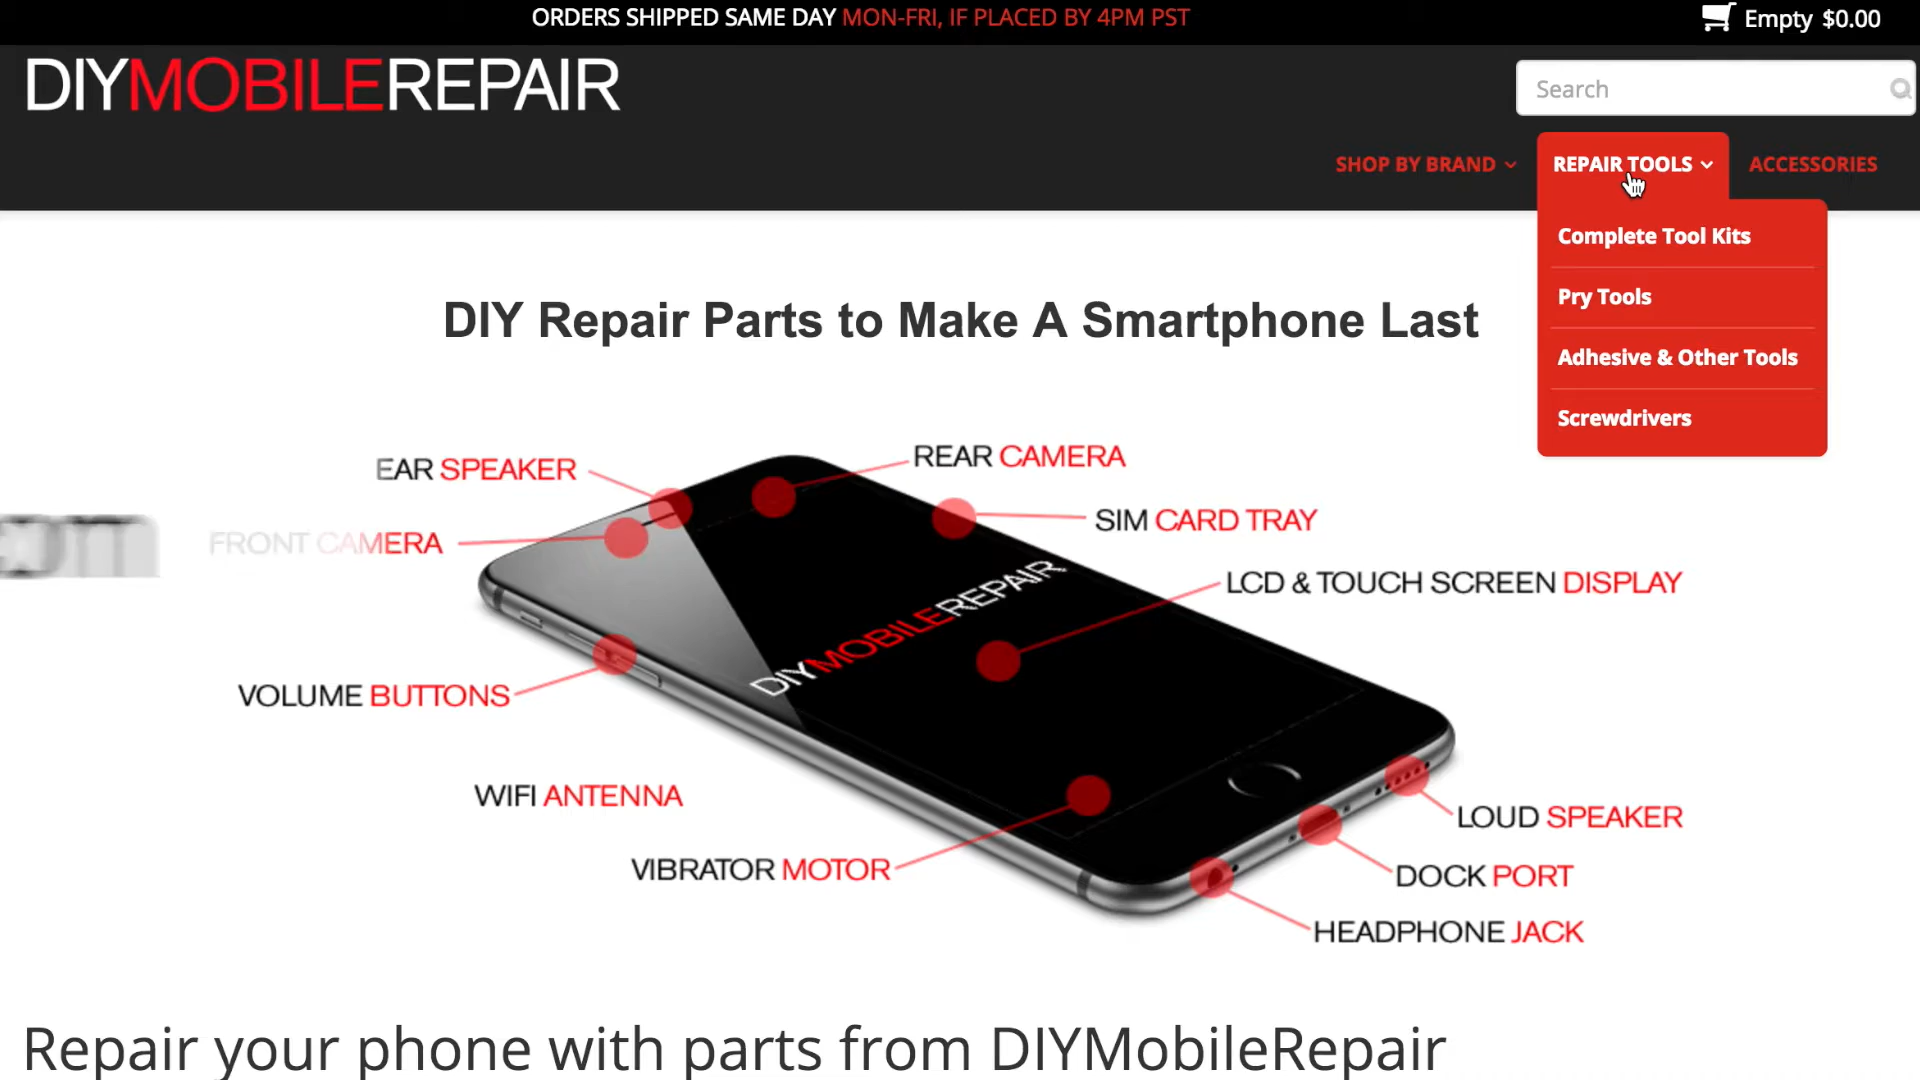 ORDERS SHIPPED SAME DAY MON-FRI, IF PLACED BY 4PM PST
Empty $0.00
DIYMOBILEREPAIR
Search
SHOP BY BRAND
REPAIR TOOLS
ACCESSORIES
Complete Tool Kits
Pry Tools
Adhesive & Other Tools
Screwdrivers
DIY Repair Parts to Make A Smartphone Last
EAR SPEAKER
REAR CAMERA
SIM CARD TRAY
FRONT CAMERA
LCD & TOUCH SCREEN DISPLAY
DIYMOBILEREPAIR
VOLUME BUTTONS
WIFI ANTENNA
LOUD SPEAKER
VIBRATOR MOTOR
DOCK PORT
HEADPHONE JACK
Repair your phone with parts from DIYMobileRepair